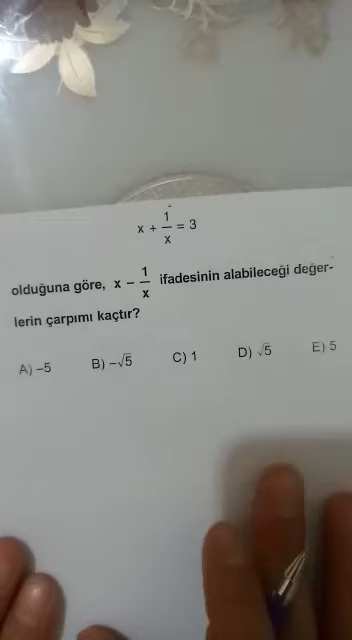 x + 1/x = 3
olduğuna göre, x – 1/x ifadesinin alabileceği değer-
lerin çarpımı kaçtır?
A) –5 B) –√5 C) 1 D) √5 E) 5